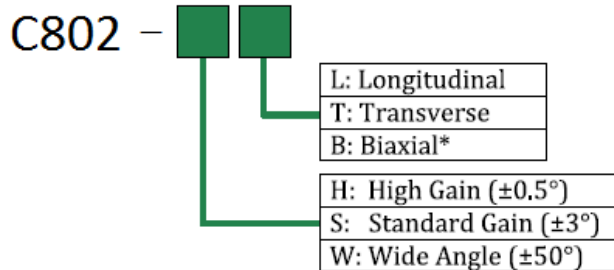 C802 –
L: Longitudinal
T: Transverse
B: Biaxial*
H: High Gain (±0.5°)
S: Standard Gain (±3°)
W: Wide Angle (±50°)